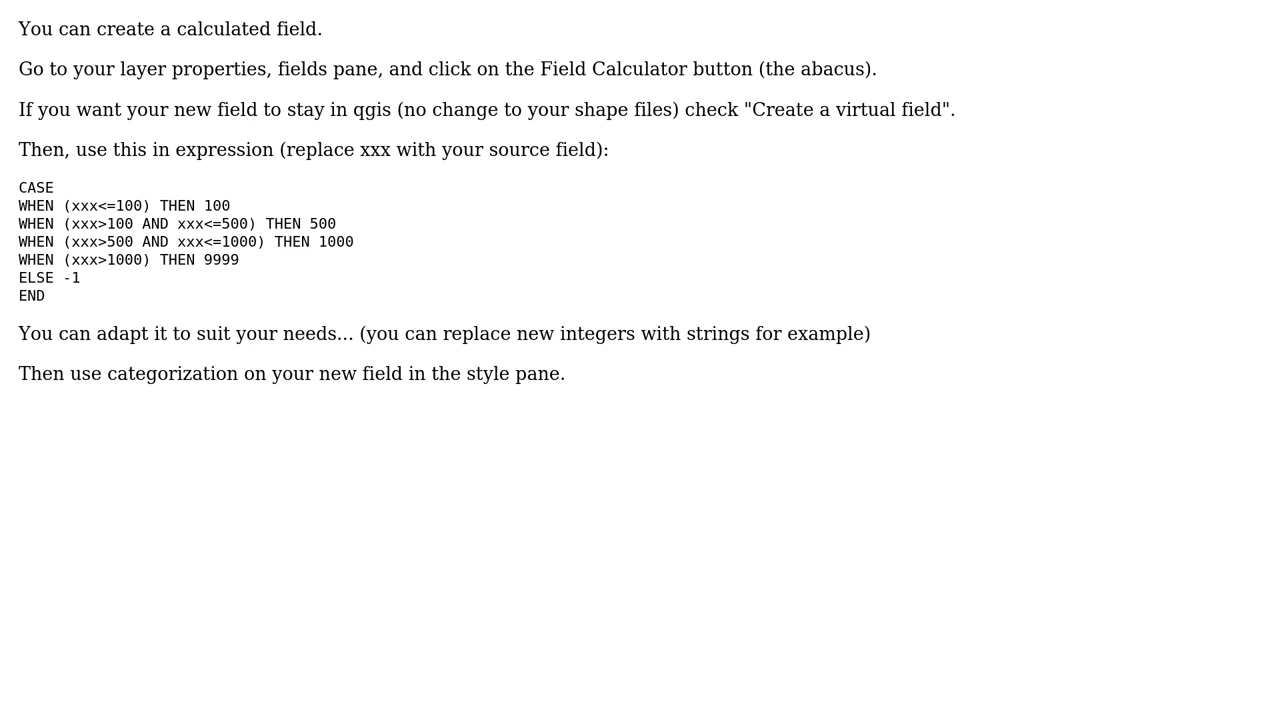 You can create a calculated field.
Go to your layer properties, fields pane, and click on the Field Calculator button (the abacus).
If you want your new field to stay in qgis (no change to your shape files) check "Create a virtual field".
Then, use this in expression (replace xxx with your source field):
CASE
WHEN (xxx<=100) THEN 100
WHEN (xxx>100 AND xxx<=500) THEN 500
WHEN (xxx>500 AND xxx<=1000) THEN 1000
WHEN (xxx>1000) THEN 9999
ELSE -1
END
You can adapt it to suit your needs... (you can replace new integers with strings for example)
Then use categorization on your new field in the style pane.